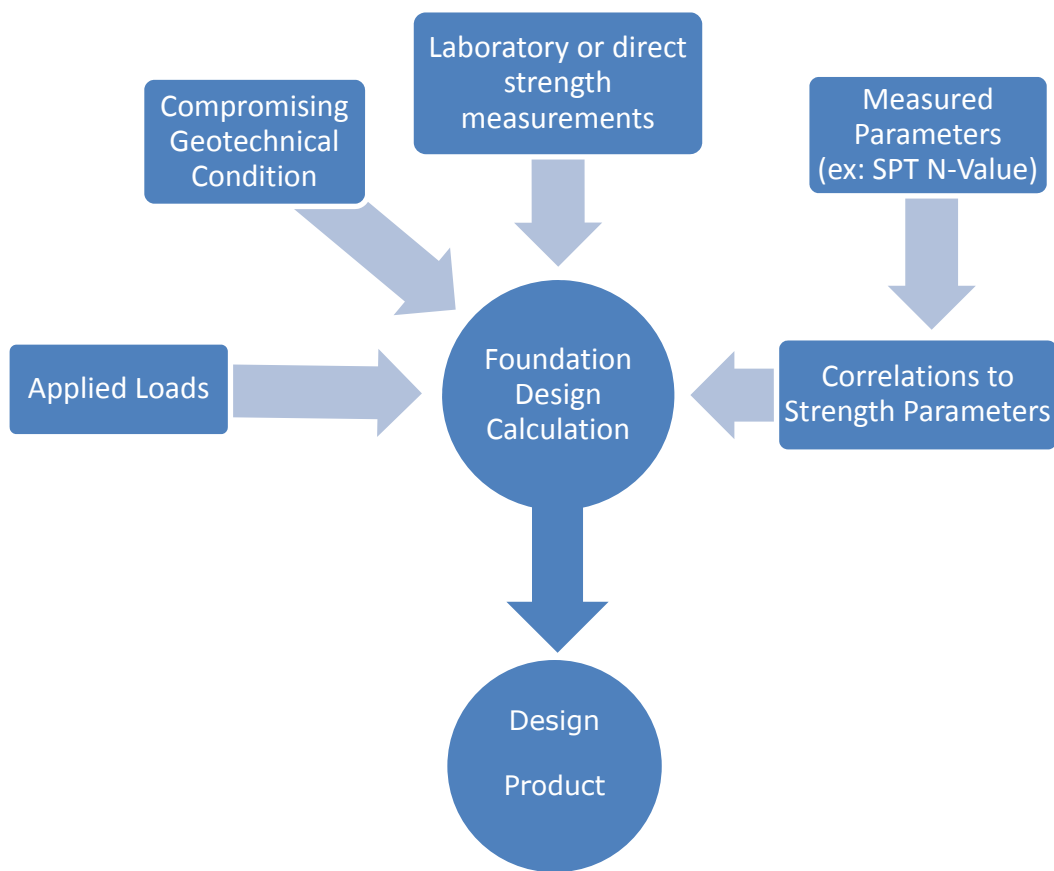 Laboratory or direct
strength
measurements
Compromising
Geotechnical
Condition
Measured
Parameters
(ex: SPT N-Value)
Applied Loads
Foundation
Design
Calculation
Correlations to
Strength Parameters
Design
Product